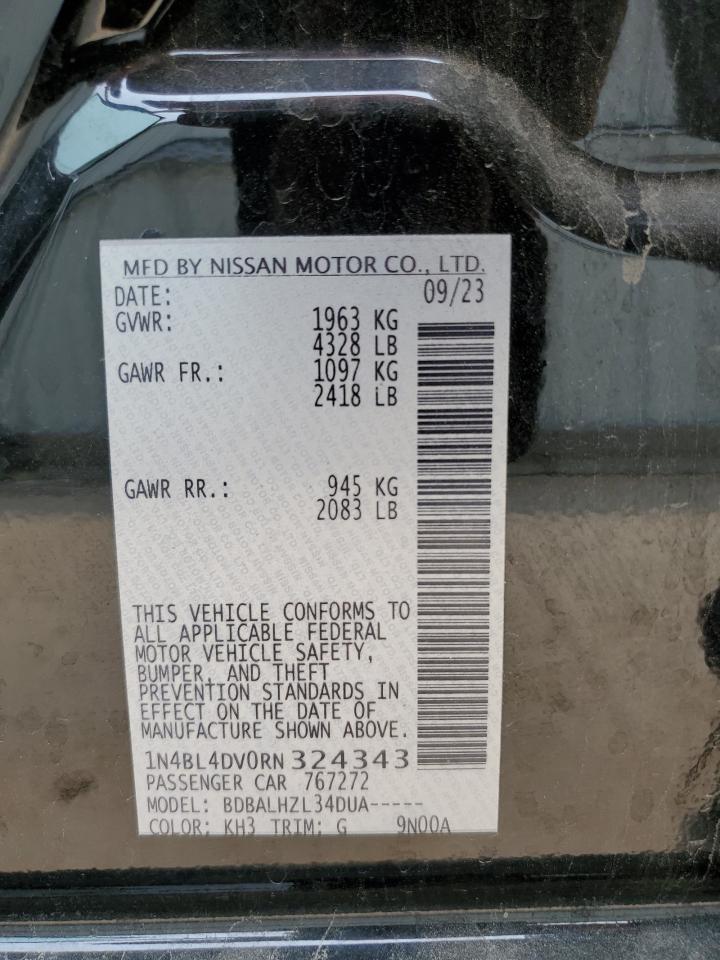 MFD BY NISSAN MOTOR CO., LTD.
DATE: 09/23
GVWR: 1963 KG
4328 LB
GAWR FR.: 1097 KG
2418 LB
GAWR RR.: 945 KG
2083 LB
THIS VEHICLE CONFORMS TO
ALL APPLICABLE FEDERAL
MOTOR VEHICLE SAFETY,
BUMPER, AND THEFT
PREVENTION STANDARDS IN
EFFECT ON THE DATE OF
MANUFACTURE SHOWN ABOVE.
1N4BL4DV0RN324343
PASSENGER CAR 767272
MODEL: BDBALHZL34DUA-----
COLOR: KH3 TRIM: G 9N00A